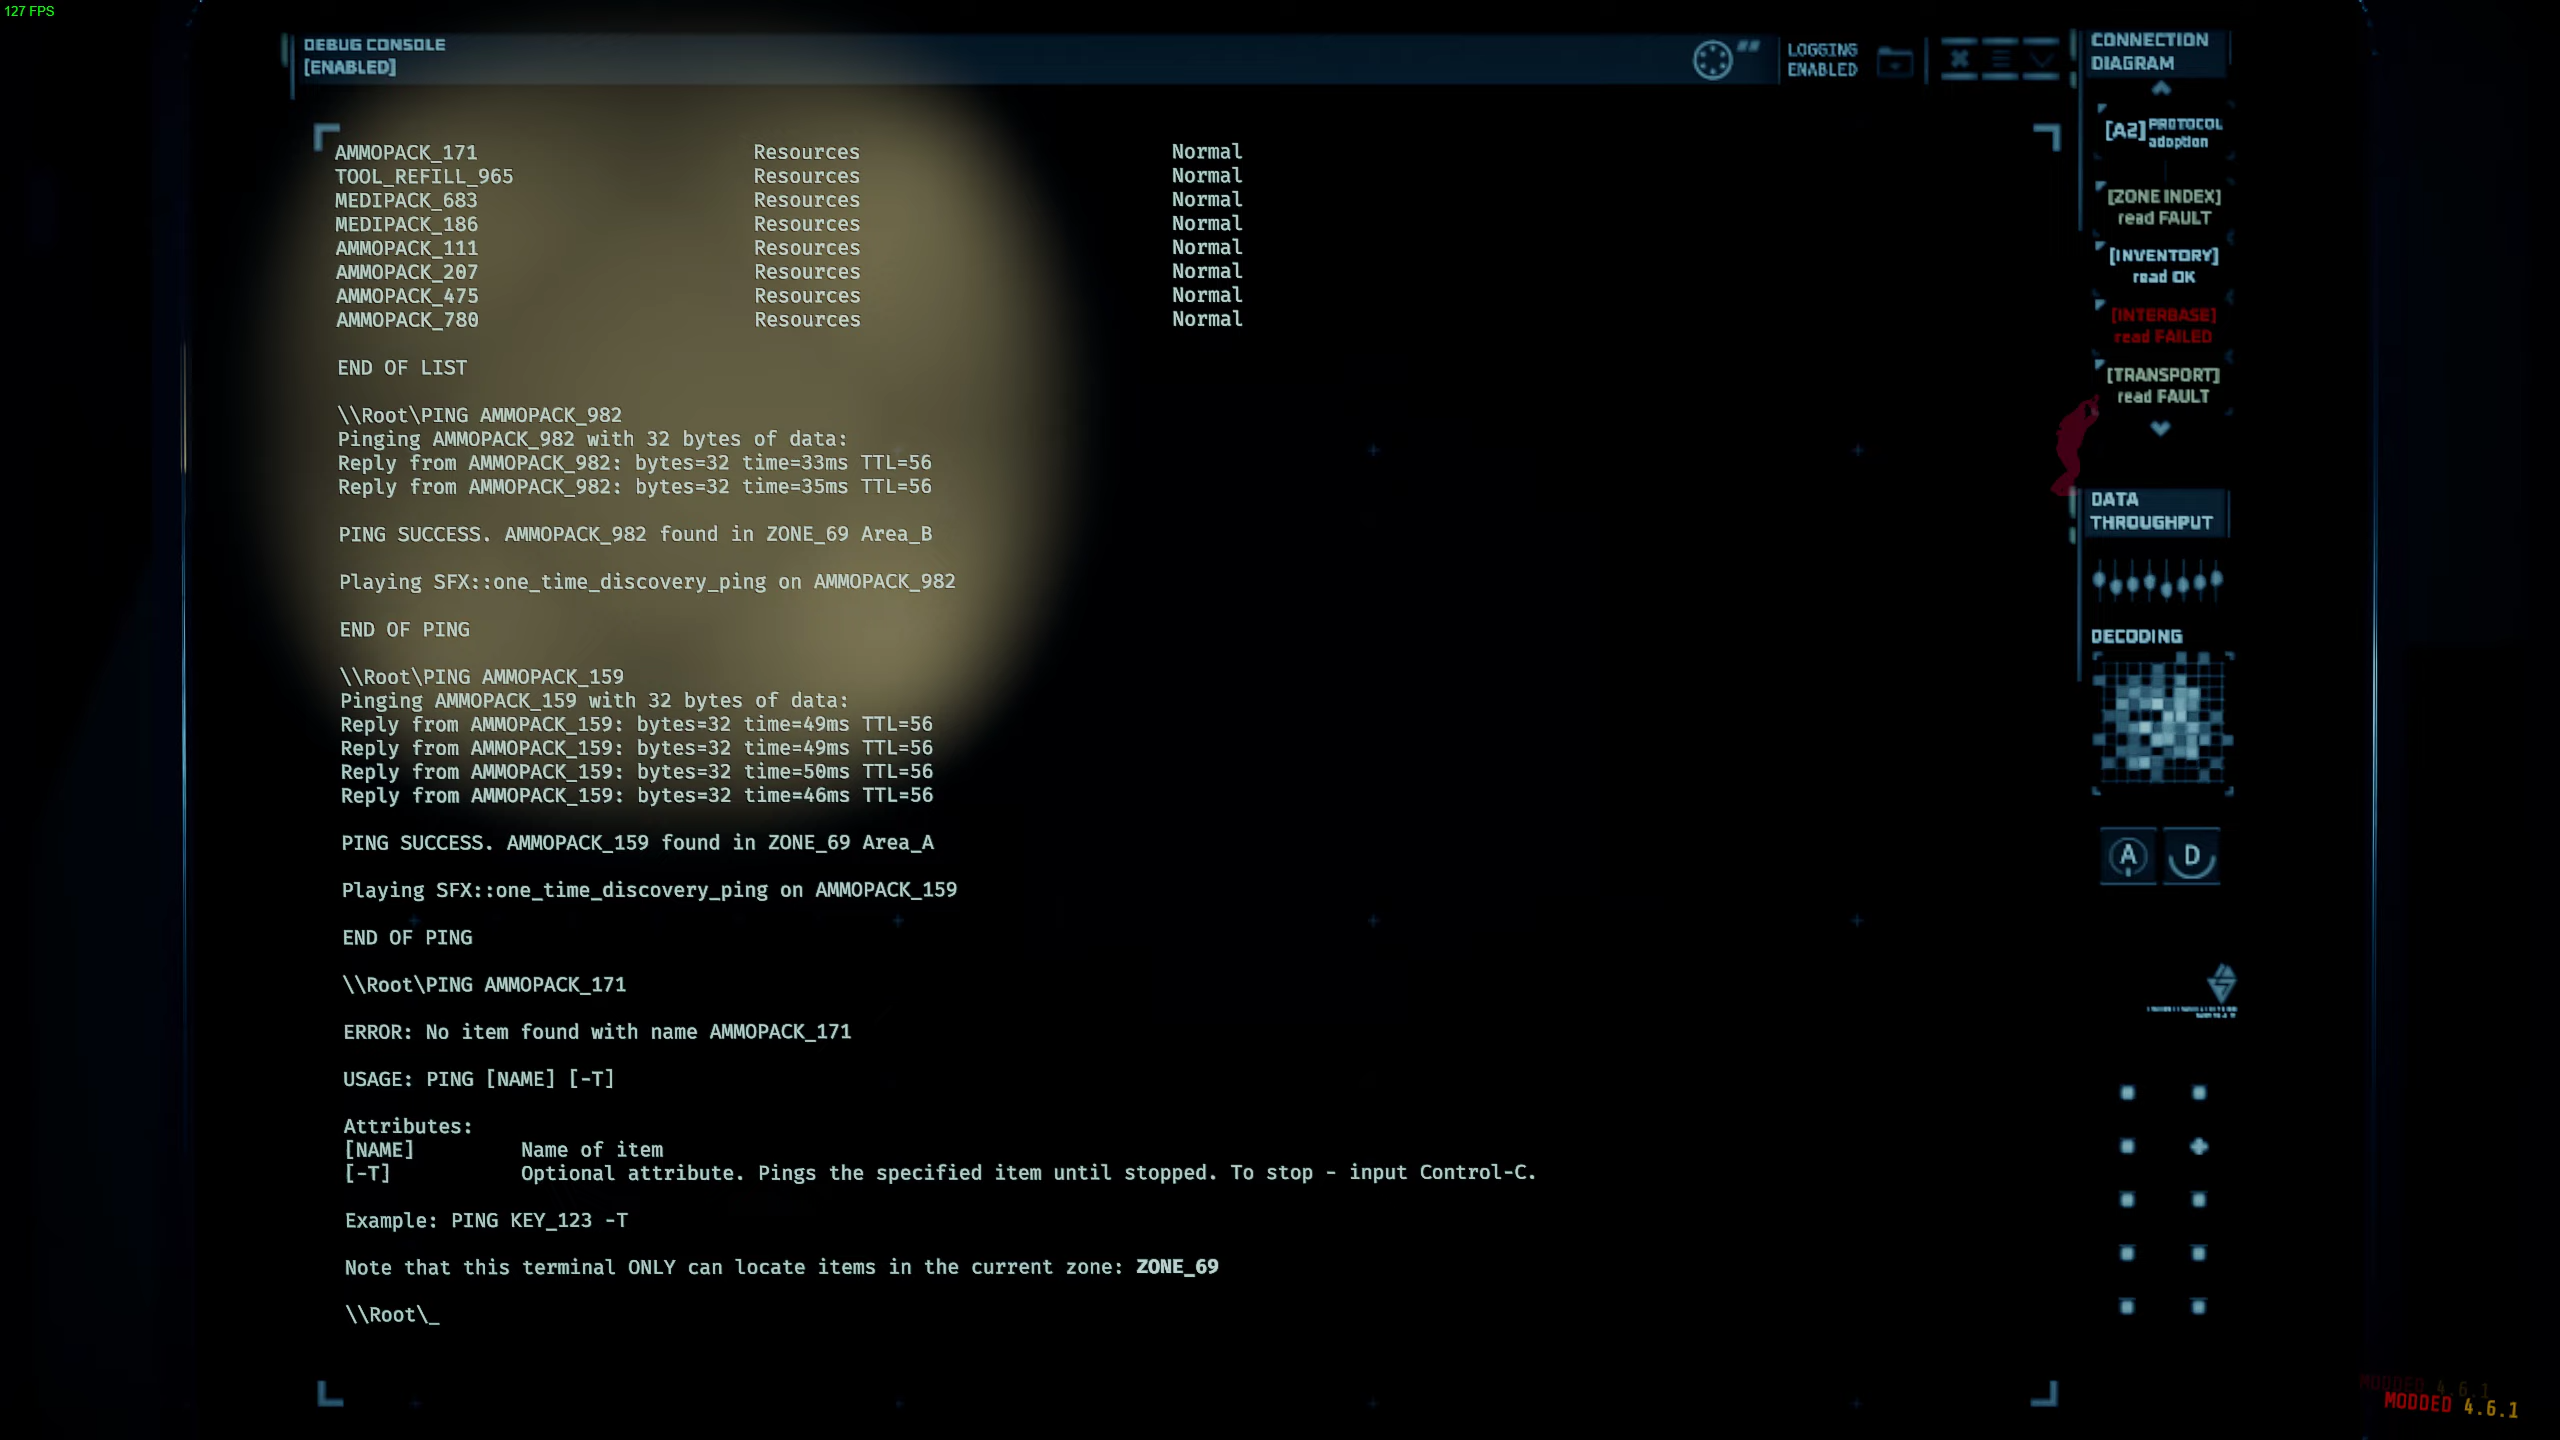 127 FPS
DEBUG CONSOLE
[ENABLED]
LOGGING
ENABLED
AMMOPACK_171 Resources Normal
TOOL_REFILL_965 Resources Normal
MEDIPACK_683 Resources Normal
MEDIPACK_186 Resources Normal
AMMOPACK_111 Resources Normal
AMMOPACK_207 Resources Normal
AMMOPACK_475 Resources Normal
AMMOPACK_780 Resources Normal
END OF LIST
\\Root\PING AMMOPACK_982
Pinging AMMOPACK_982 with 32 bytes of data:
Reply from AMMOPACK_982: bytes=32 time=33ms TTL=56
Reply from AMMOPACK_982: bytes=32 time=35ms TTL=56
PING SUCCESS. AMMOPACK_982 found in ZONE_69 Area_B
Playing SFX::one_time_discovery_ping on AMMOPACK_982
END OF PING
\\Root\PING AMMOPACK_159
Pinging AMMOPACK_159 with 32 bytes of data:
Reply from AMMOPACK_159: bytes=32 time=49ms TTL=56
Reply from AMMOPACK_159: bytes=32 time=49ms TTL=56
Reply from AMMOPACK_159: bytes=32 time=50ms TTL=56
Reply from AMMOPACK_159: bytes=32 time=46ms TTL=56
PING SUCCESS. AMMOPACK_159 found in ZONE_69 Area_A
Playing SFX::one_time_discovery_ping on AMMOPACK_159
END OF PING
\\Root\PING AMMOPACK_171
ERROR: No item found with name AMMOPACK_171
USAGE: PING [NAME] [-T]
Attributes:
[NAME] Name of item
[-T] Optional attribute. Pings the specified item until stopped. To stop - input Control-C.
Example: PING KEY_123 -T
Note that this terminal ONLY can locate items in the current zone: ZONE_69
\\Root\_
CONNECTION
DIAGRAM
[A2] PROTOCOL
adoption
[ZONE INDEX]
read FAULT
[INVENTORY]
read OK
[INTERBASE]
read FAILED
[TRANSPORT]
read FAULT
DATA
THROUGHPUT
DECODING
A D
MODDED 4.6.1
MODDED 4.6.1